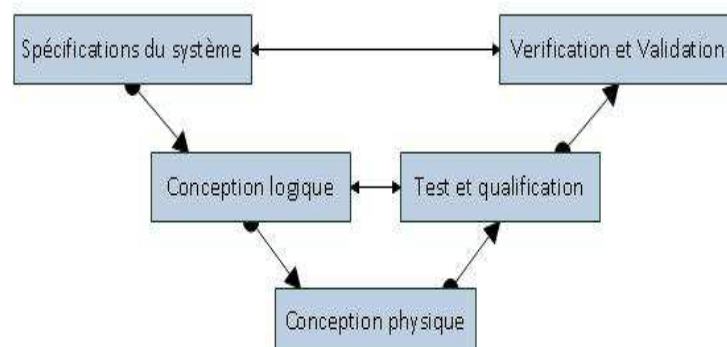 Spécifications du système
Verification et Validation
Conception logique
Test et qualification
Conception physique